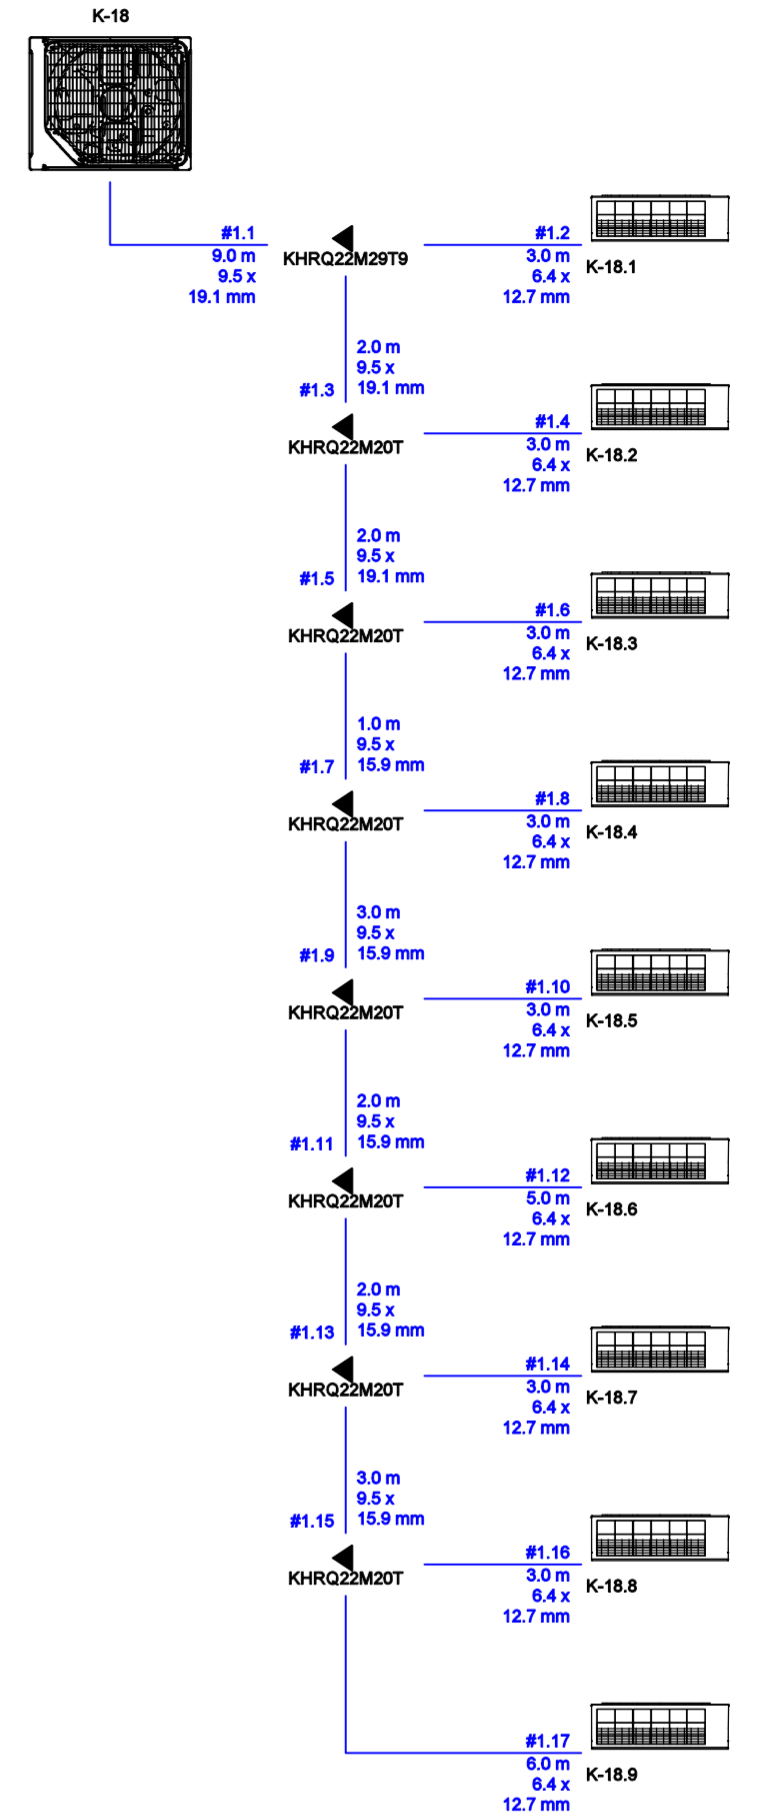 K-18
#1.1
9.0 m
9.5 x
19.1 mm
KHRQ22M29T9
#1.2
3.0 m
6.4 x
12.7 mm
K-18.1
2.0 m
9.5 x
#1.3
19.1 mm
KHRQ22M20T
#1.4
3.0 m
6.4 x
12.7 mm
K-18.2
2.0 m
9.5 x
#1.5
19.1 mm
KHRQ22M20T
#1.6
3.0 m
6.4 x
12.7 mm
K-18.3
1.0 m
9.5 x
#1.7
15.9 mm
KHRQ22M20T
#1.8
3.0 m
6.4 x
12.7 mm
K-18.4
3.0 m
9.5 x
#1.9
15.9 mm
KHRQ22M20T
#1.10
3.0 m
6.4 x
12.7 mm
K-18.5
2.0 m
9.5 x
#1.11
15.9 mm
KHRQ22M20T
#1.12
5.0 m
6.4 x
12.7 mm
K-18.6
2.0 m
9.5 x
#1.13
15.9 mm
KHRQ22M20T
#1.14
3.0 m
6.4 x
12.7 mm
K-18.7
3.0 m
9.5 x
#1.15
15.9 mm
KHRQ22M20T
#1.16
3.0 m
6.4 x
12.7 mm
K-18.8
#1.17
6.0 m
6.4 x
12.7 mm
K-18.9